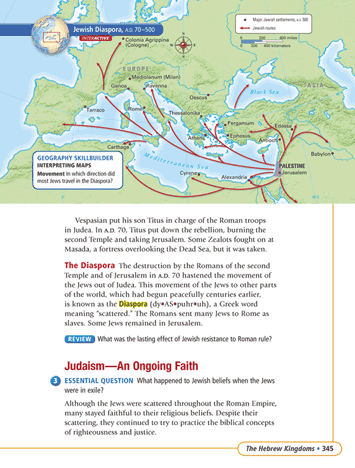 Jewish Diaspora, A.D. 70–500
INTERACTIVE
Major Jewish settlements, A.D. 500
Jewish routes
0 200 400 miles
0 200 400 kilometers
Colonia Agrippina
(Cologne)
EUROPE
Mediolanum (Milan)
Genoa
Ravenna
Black Sea
ASIA
Oescus
Tarraco
Rome
Thessalonika
Pergamum
Edessa
Athens
Ephesus
Antioch
Carthage
Mediterranean Sea
Babylon
PALESTINE
Cyrene
Alexandria
Jerusalem
GEOGRAPHY SKILLBUILDER
INTERPRETING MAPS
Movement In which direction did
most Jews travel in the Diaspora?
Vespasian put his son Titus in charge of the Roman troops
in Judea. In A.D. 70, Titus put down the rebellion, burning the
second Temple and taking Jerusalem. Some Zealots fought on at
Masada, a fortress overlooking the Dead Sea, but it was taken.
The Diaspora The destruction by the Romans of the second
Temple and of Jerusalem in A.D. 70 hastened the movement of
the Jews out of Judea. This movement of the Jews to other parts
of the world, which had begun peacefully centuries earlier,
is known as the Diaspora (dy•AS•puhr•uh), a Greek word
meaning "scattered." The Romans sent many Jews to Rome as
slaves. Some Jews remained in Jerusalem.
REVIEW What was the lasting effect of Jewish resistance to Roman rule?
Judaism—An Ongoing Faith
3 ESSENTIAL QUESTION What happened to Jewish beliefs when the Jews
were in exile?
Although the Jews were scattered throughout the Roman Empire,
many stayed faithful to their religious beliefs. Despite their
scattering, they continued to try to practice the biblical concepts
of righteousness and justice.
The Hebrew Kingdoms • 345